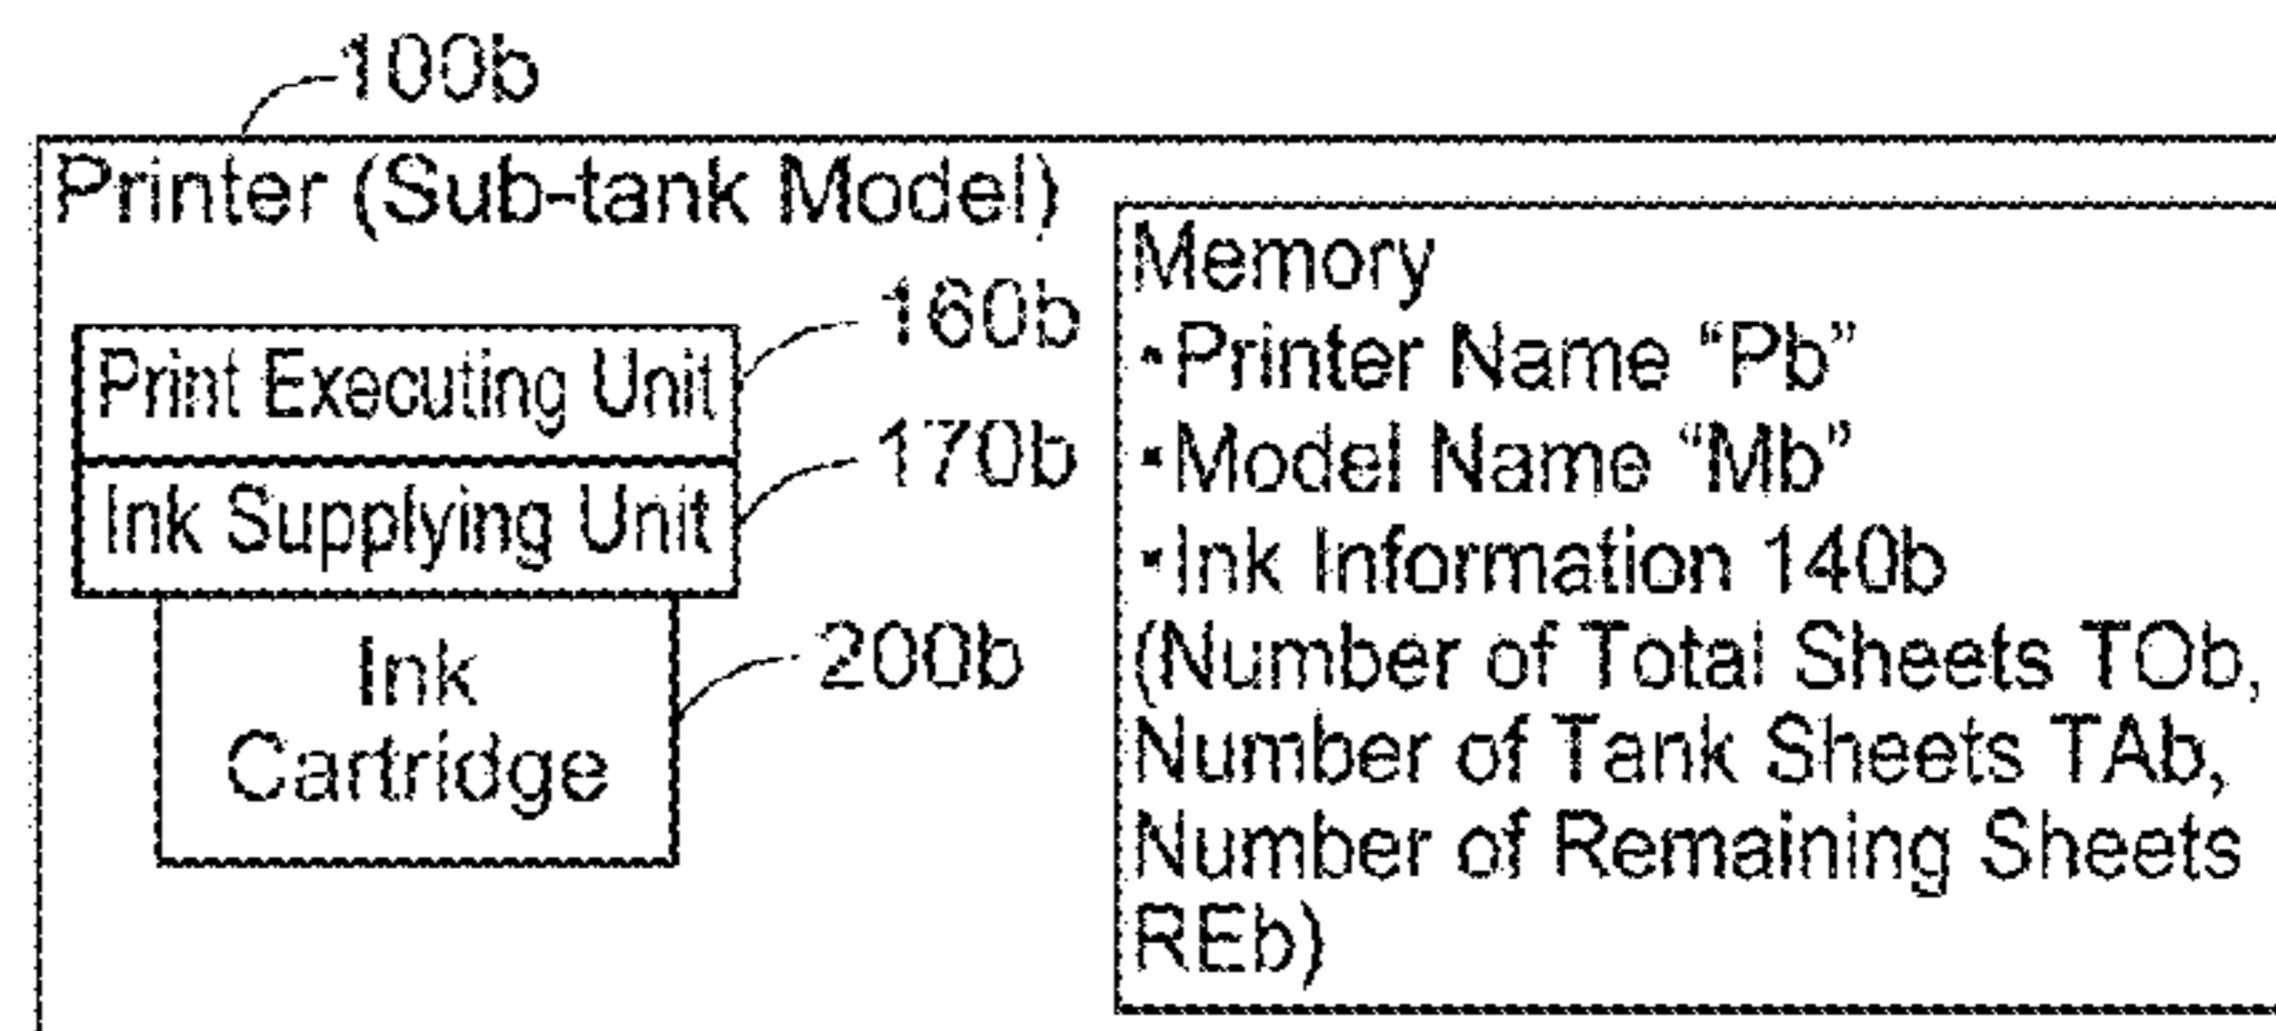 100b
Printer (Sub-tank Model)
160b
Print Executing Unit
170b
Ink Supplying Unit
200b
Ink
Cartridge
Memory
・Printer Name “Pb”
・Model Name “Mb”
・Ink Information 140b
(Number of Total Sheets TOb,
Number of Tank Sheets TAb,
Number of Remaining Sheets
REb)